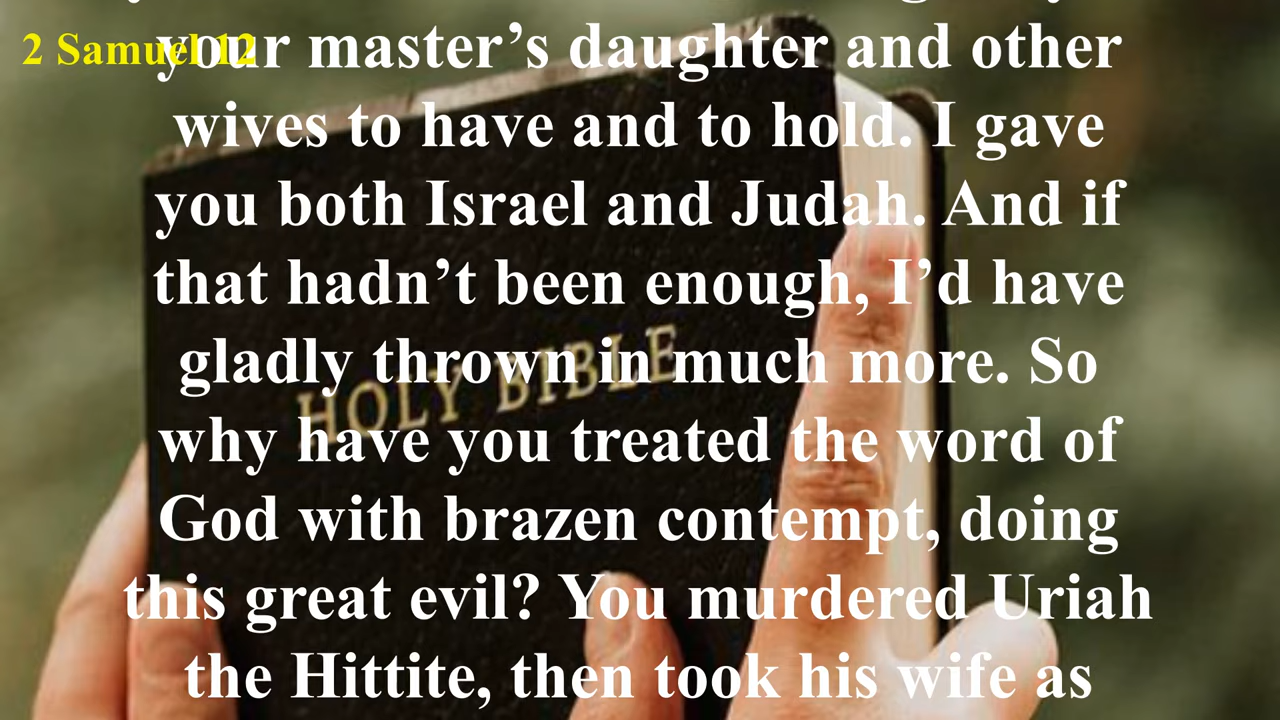 2 Samuel 12
your master’s daughter and other
wives to have and to hold. I gave
you both Israel and Judah. And if
that hadn’t been enough, I’d have
gladly thrown in much more. So
why have you treated the word of
God with brazen contempt, doing
this great evil? You murdered Uriah
the Hittite, then took his wife as
HOLY BIBLE